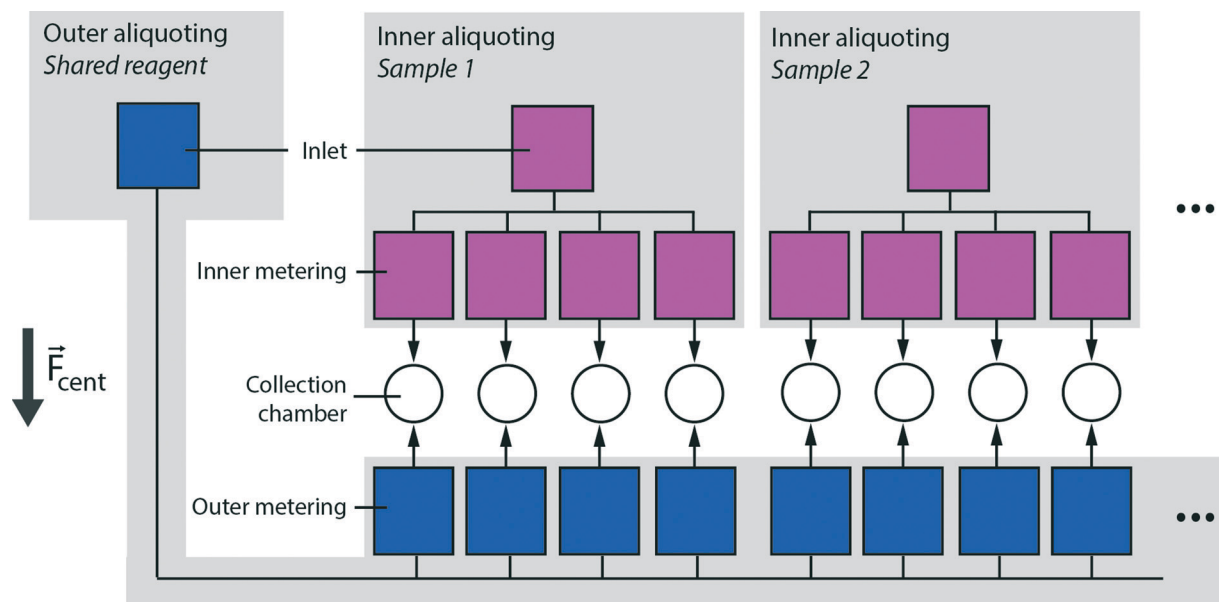 Outer aliquoting
Shared reagent
Inner aliquoting
Sample 1
Inner aliquoting
Sample 2
Inlet
•••
Inner metering
F⃗cent
Collection
chamber
Outer metering
•••